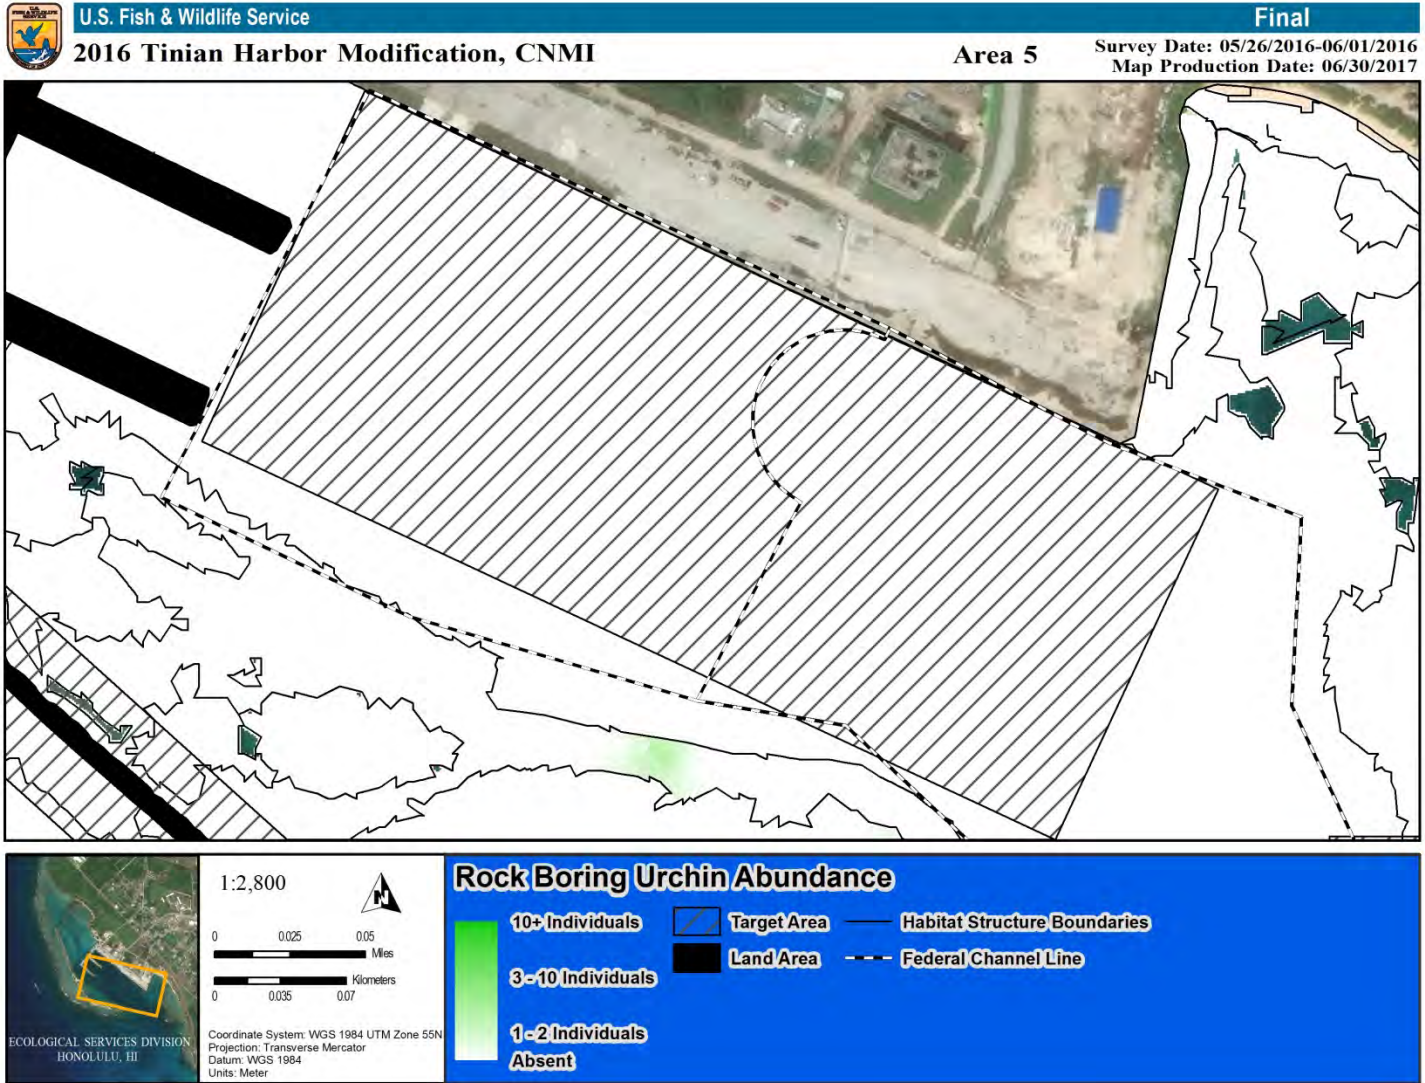 U.S.
FISH & WILDLIFE
SERVICE
U.S. Fish & Wildlife Service
Final
2016 Tinian Harbor Modification, CNMI
Area 5
Survey Date: 05/26/2016-06/01/2016
Map Production Date: 06/30/2017
ECOLOGICAL SERVICES DIVISION
HONOLULU, HI
1:2,800
N
0 0.025 0.05
Miles
Kilometers
0 0.035 0.07
Coordinate System: WGS 1984 UTM Zone 55N
Projection: Transverse Mercator
Datum: WGS 1984
Units: Meter
Rock Boring Urchin Abundance
10+ Individuals
3 - 10 Individuals
1 - 2 Individuals
Absent
Target Area
Land Area
Habitat Structure Boundaries
Federal Channel Line